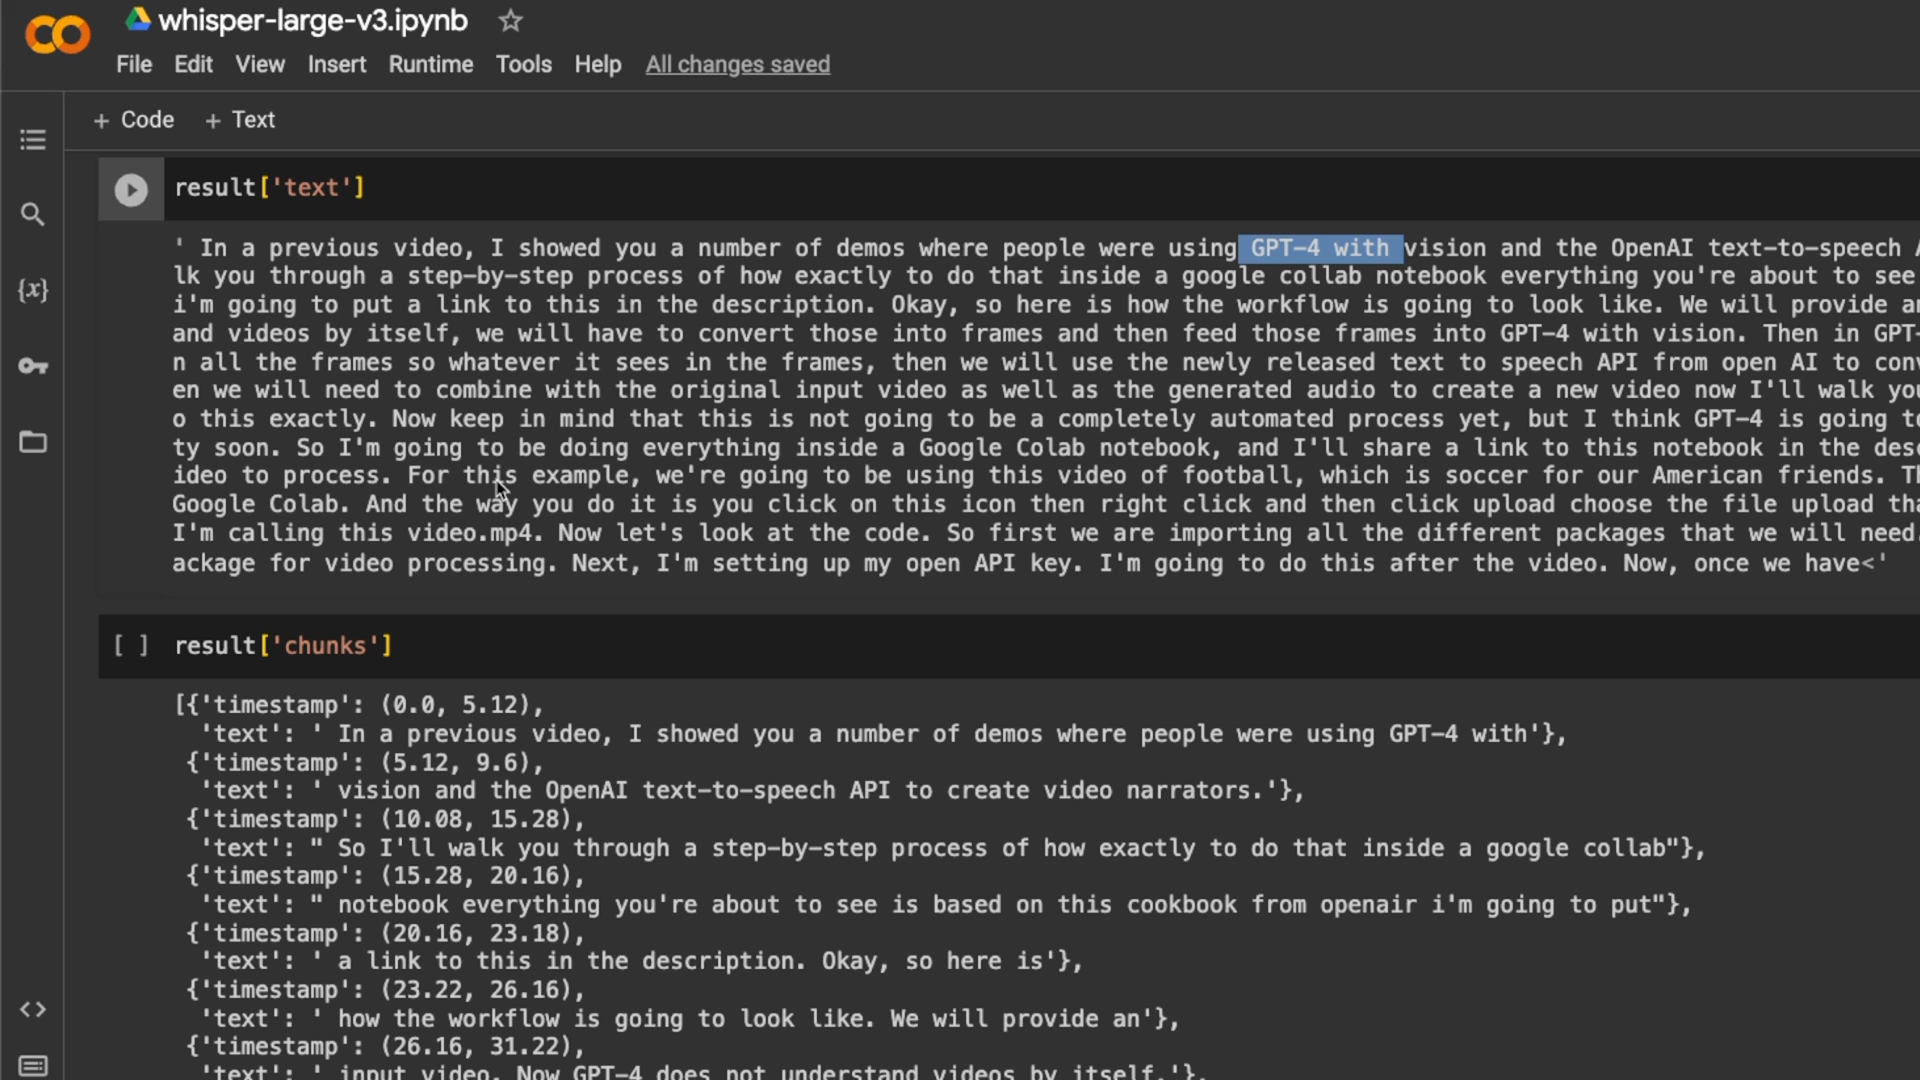 whisper-large-v3.ipynb
File Edit View Insert Runtime Tools Help All changes saved
+ Code + Text
result['text']
' In a previous video, I showed you a number of demos where people were using GPT-4 with vision and the OpenAI text-to-speech
lk you through a step-by-step process of how exactly to do that inside a google collab notebook everything you're about to see
i'm going to put a link to this in the description. Okay, so here is how the workflow is going to look like. We will provide an
and videos by itself, we will have to convert those into frames and then feed those frames into GPT-4 with vision. Then in GPT-
n all the frames so whatever it sees in the frames, then we will use the newly released text to speech API from open AI to con
en we will need to combine with the original input video as well as the generated audio to create a new video now I'll walk you
o this exactly. Now keep in mind that this is not going to be a completely automated process yet, but I think GPT-4 is going to
ty soon. So I'm going to be doing everything inside a Google Colab notebook, and I'll share a link to this notebook in the des
ideo to process. For this example, we're going to be using this video of football, which is soccer for our American friends. Th
Google Colab. And the way you do it is you click on this icon then right click and then click upload choose the file upload tha
I'm calling this video.mp4. Now let's look at the code. So first we are importing all the different packages that we will need.
ackage for video processing. Next, I'm setting up my open API key. I'm going to do this after the video. Now, once we have<'
[ ] result['chunks']
[{'timestamp': (0.0, 5.12),
'text': ' In a previous video, I showed you a number of demos where people were using GPT-4 with'},
{'timestamp': (5.12, 9.6),
'text': ' vision and the OpenAI text-to-speech API to create video narrators.'},
{'timestamp': (10.08, 15.28),
'text': " So I'll walk you through a step-by-step process of how exactly to do that inside a google collab"},
{'timestamp': (15.28, 20.16),
'text': " notebook everything you're about to see is based on this cookbook from openair i'm going to put"},
{'timestamp': (20.16, 23.18),
'text': ' a link to this in the description. Okay, so here is'},
{'timestamp': (23.22, 26.16),
'text': ' how the workflow is going to look like. We will provide an'},
{'timestamp': (26.16, 31.22),
'text': ' input video. Now GPT-4 does not understand videos by itself.'},